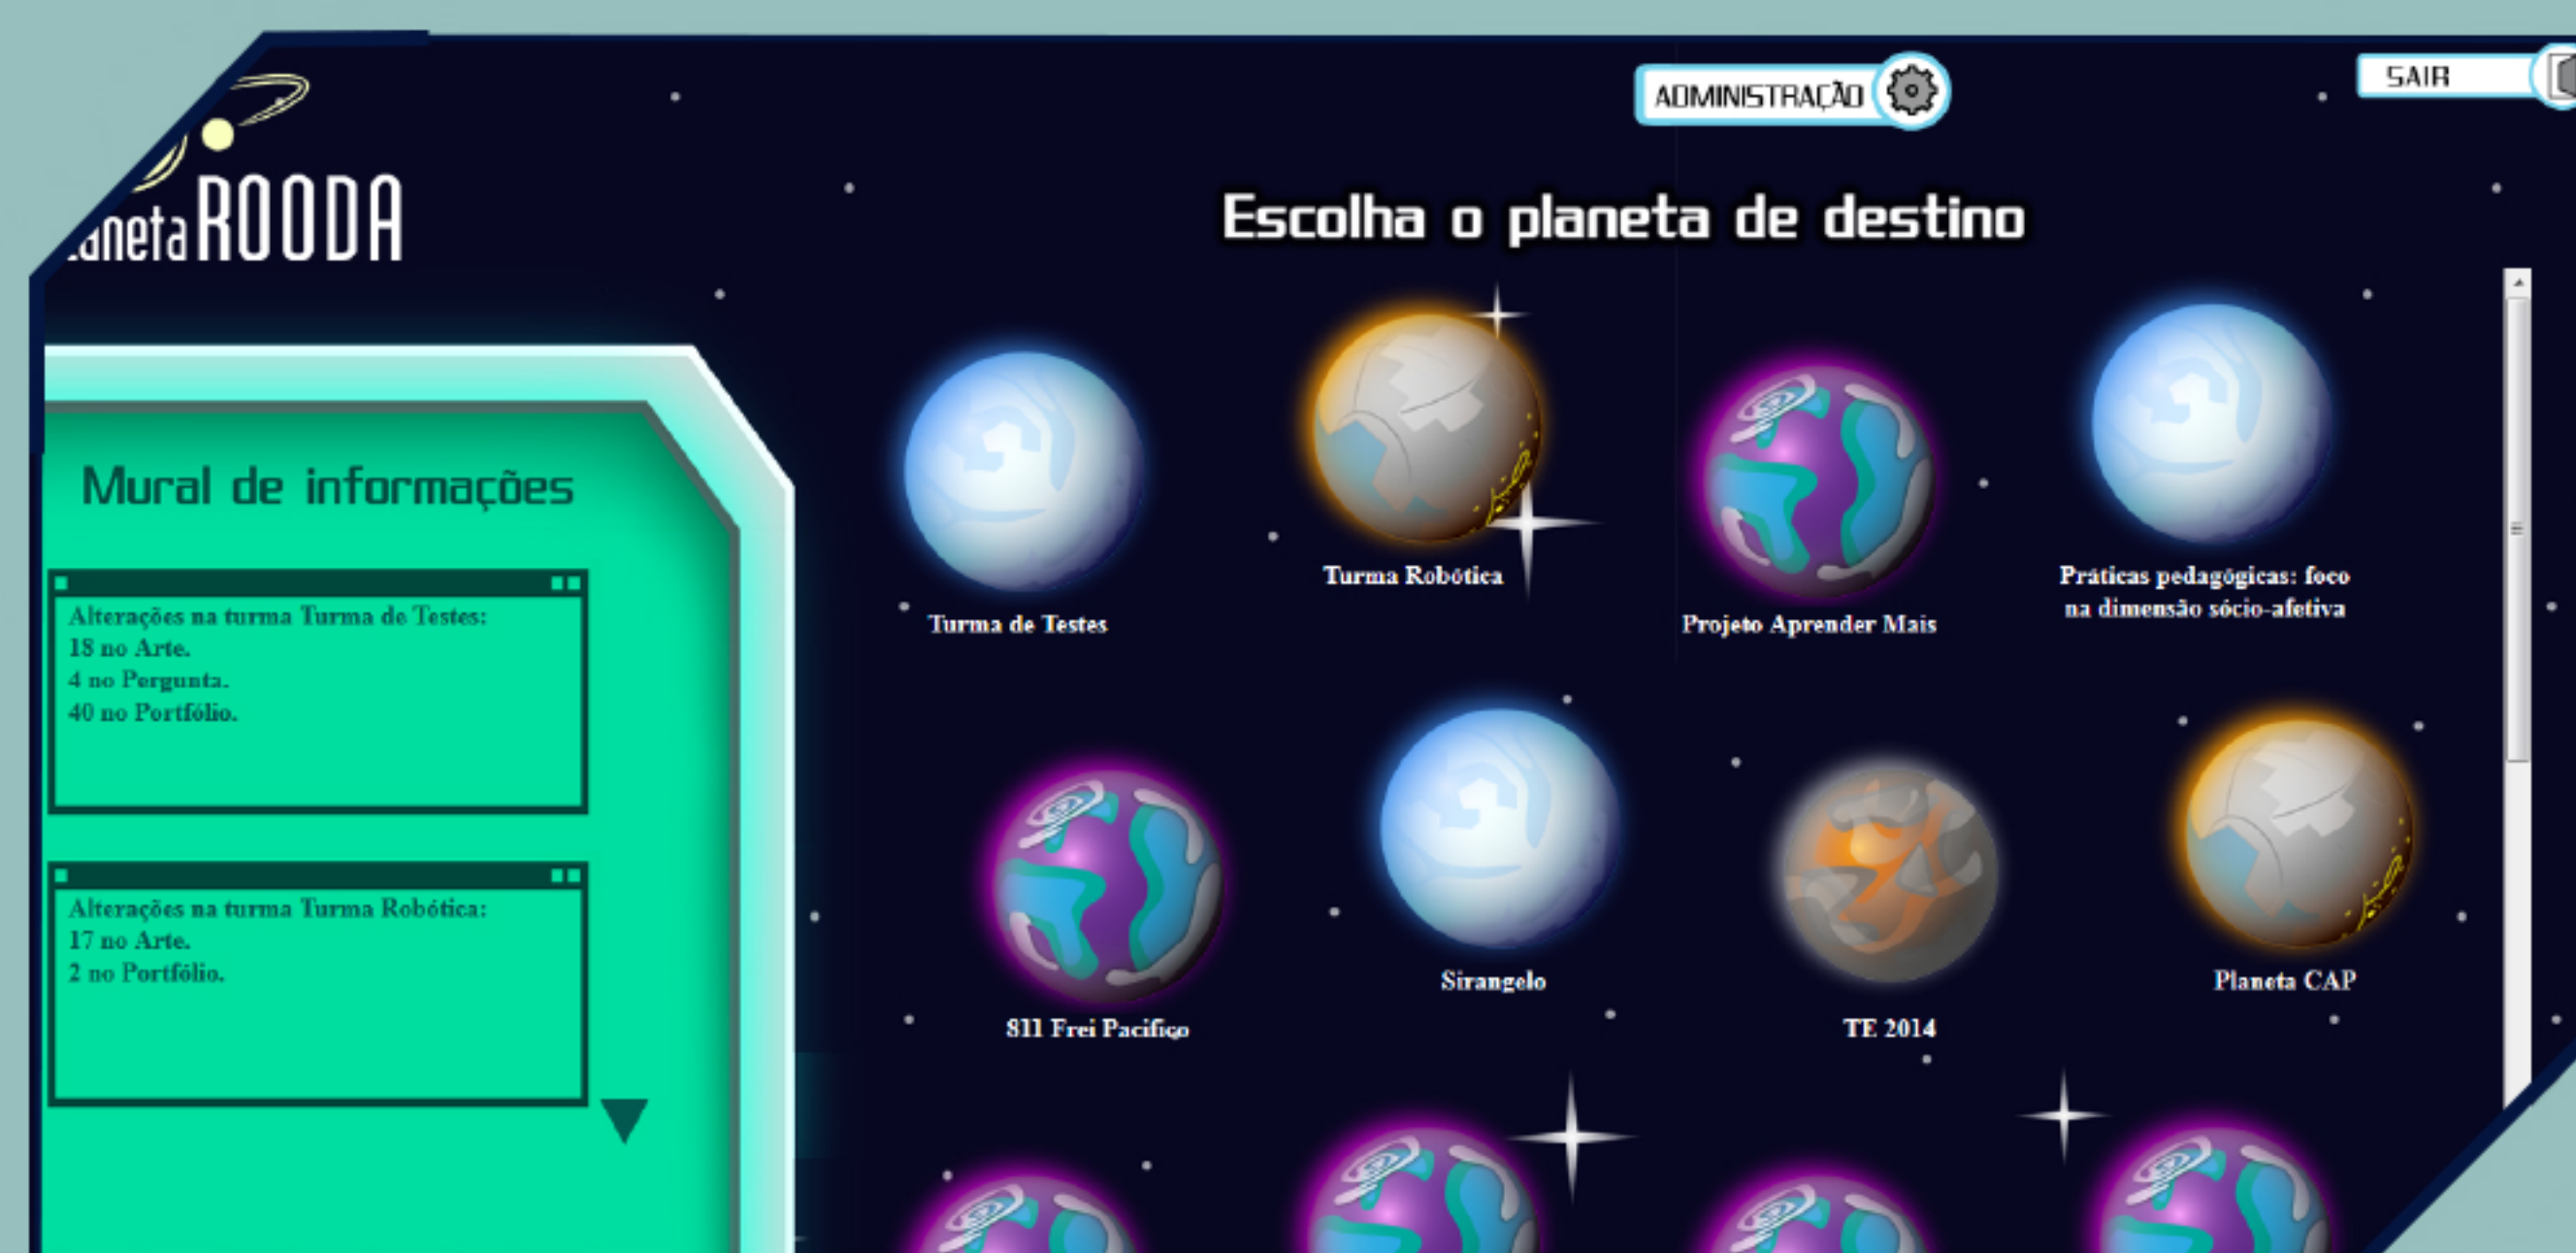 ADMINISTRAÇÃO
SAIR
ROODA
Escolha o planeta de destino
Mural de informações
Alterações na turma Turma de Testes:
18 no Arte.
4 no Pergunta.
40 no Portfólio.
Alterações na turma Turma Robótica:
17 no Arte.
2 no Portfólio.
Turma de Testes
Turma Robótica
Projeto Aprender Mais
Práticas pedagógicas: foco
na dimensão sócio-afetiva
811 Frei Pacifico
Sirangelo
TE 2014
Planeta CAP